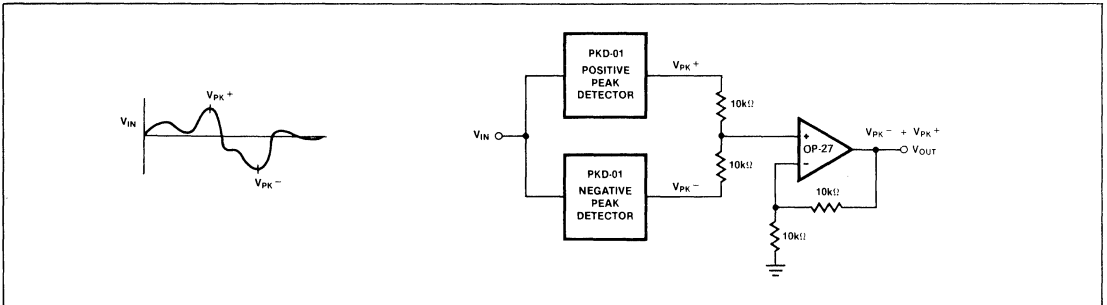 V_IN
V_PK+
V_PK−
V_IN
PKD-01
POSITIVE
PEAK
DETECTOR
V_PK+
10kΩ
10kΩ
PKD-01
NEGATIVE
PEAK
DETECTOR
V_PK−
+
OP-27
−
V_PK− + V_PK+
V_OUT
10kΩ
10kΩ